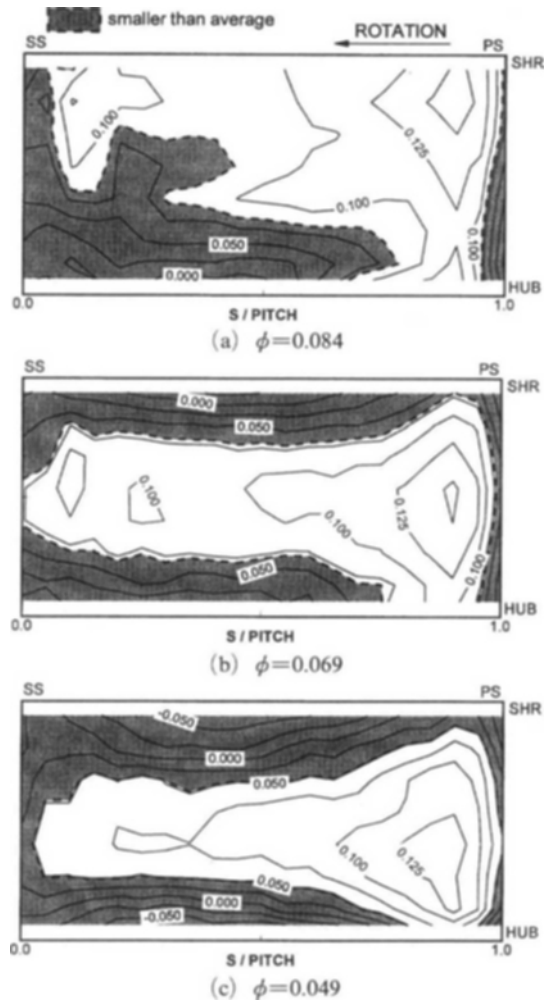 smaller than average
SS
ROTATION
PS
SHR
0.100
0.125
0.100
0.100
0.050
0.000
HUB
0.0
1.0
S / PITCH
(a) ϕ=0.084
SS
PS
SHR
0.000
0.050
0.100
0.125
0.100
0.100
0.050
HUB
0.0
1.0
S / PITCH
(b) ϕ=0.069
SS
PS
SHR
-0.050
0.000
0.050
0.100
0.125
0.050
0.000
-0.050
HUB
0.0
1.0
S / PITCH
(c) ϕ=0.049